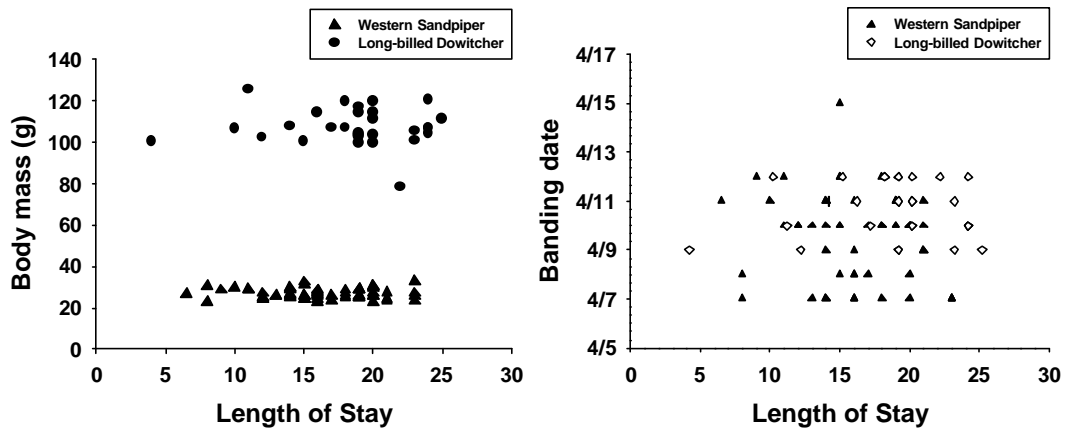 Western Sandpiper
Long-billed Dowitcher
140
120
100
80
60
40
20
0
Body mass (g)
0 5 10 15 20 25 30
Length of Stay
Western Sandpiper
Long-billed Dowitcher
4/17
4/15
4/13
4/11
4/9
4/7
4/5
Banding date
0 5 10 15 20 25 30
Length of Stay